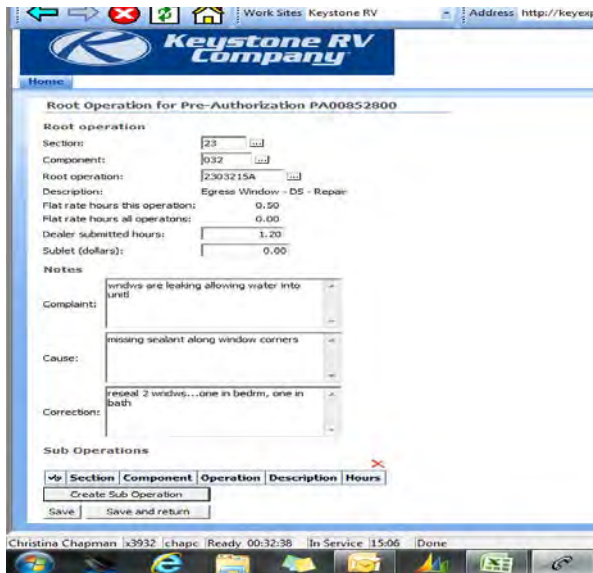 Work Sites Keystone RV
Address http://keyexp
Keystone RV
Company
Home
Root Operation for Pre-Authorization PA00852800
Root operation
Section: 23 ...
Component: 032 ...
Root operation: 2303215A ...
Description: Egress Window - DS - Repair
Flat rate hours this operation: 0.50
Flat rate hours all operatons: 0.00
Dealer submitted hours: 1.20
Sublet (dollars): 0.00
Notes
Complaint:
wndws are leaking allowing water into
unitl
Cause:
missing sealant along window corners
Correction:
reseal 2 wndws...one in bedrm, one in
bath
Sub Operations
Section Component Operation Description Hours
Create Sub Operation
Save Save and return
Christina Chapman x3932 chapc Ready 00:32:38 In Service 15:06 Done